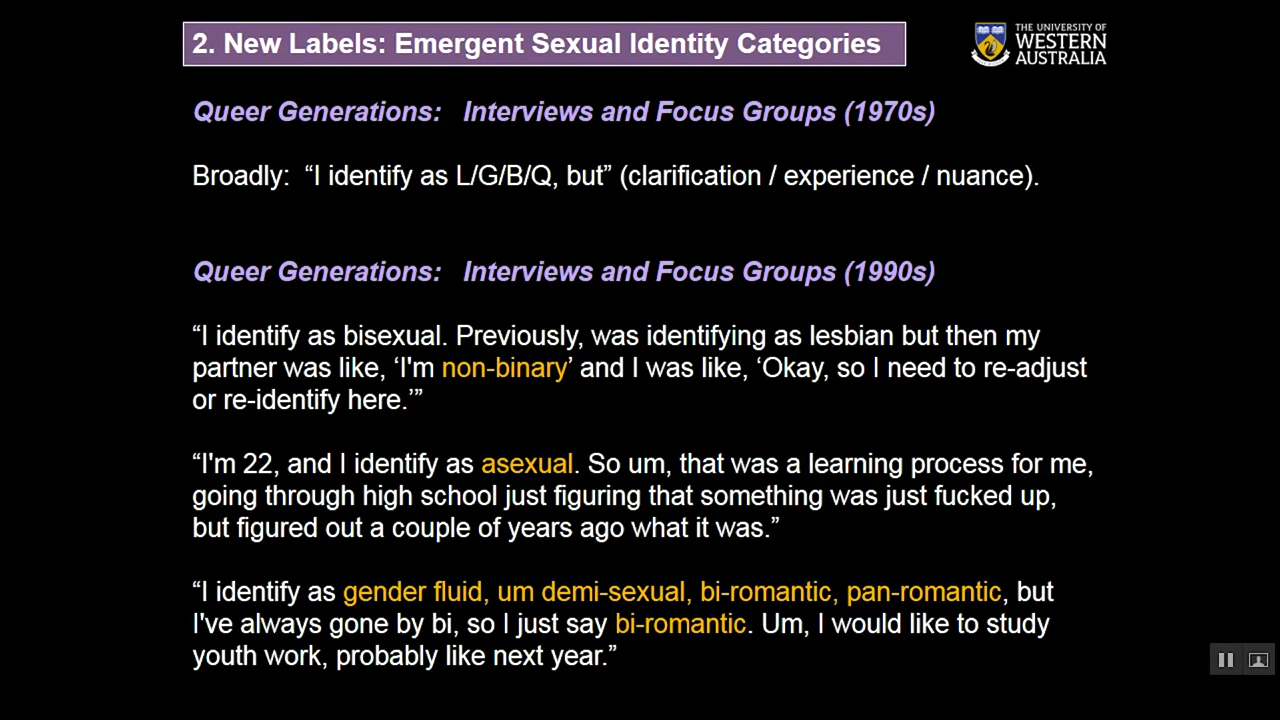 2. New Labels: Emergent Sexual Identity Categories
THE UNIVERSITY OF
WESTERN
AUSTRALIA
Queer Generations: Interviews and Focus Groups (1970s)
Broadly: “I identify as L/G/B/Q, but” (clarification / experience / nuance).
Queer Generations: Interviews and Focus Groups (1990s)
“I identify as bisexual. Previously, was identifying as lesbian but then my
partner was like, ‘I'm non-binary’ and I was like, ‘Okay, so I need to re-adjust
or re-identify here.’”
“I'm 22, and I identify as asexual. So um, that was a learning process for me,
going through high school just figuring that something was just fucked up,
but figured out a couple of years ago what it was.”
“I identify as gender fluid, um demi-sexual, bi-romantic, pan-romantic, but
I've always gone by bi, so I just say bi-romantic. Um, I would like to study
youth work, probably like next year.”